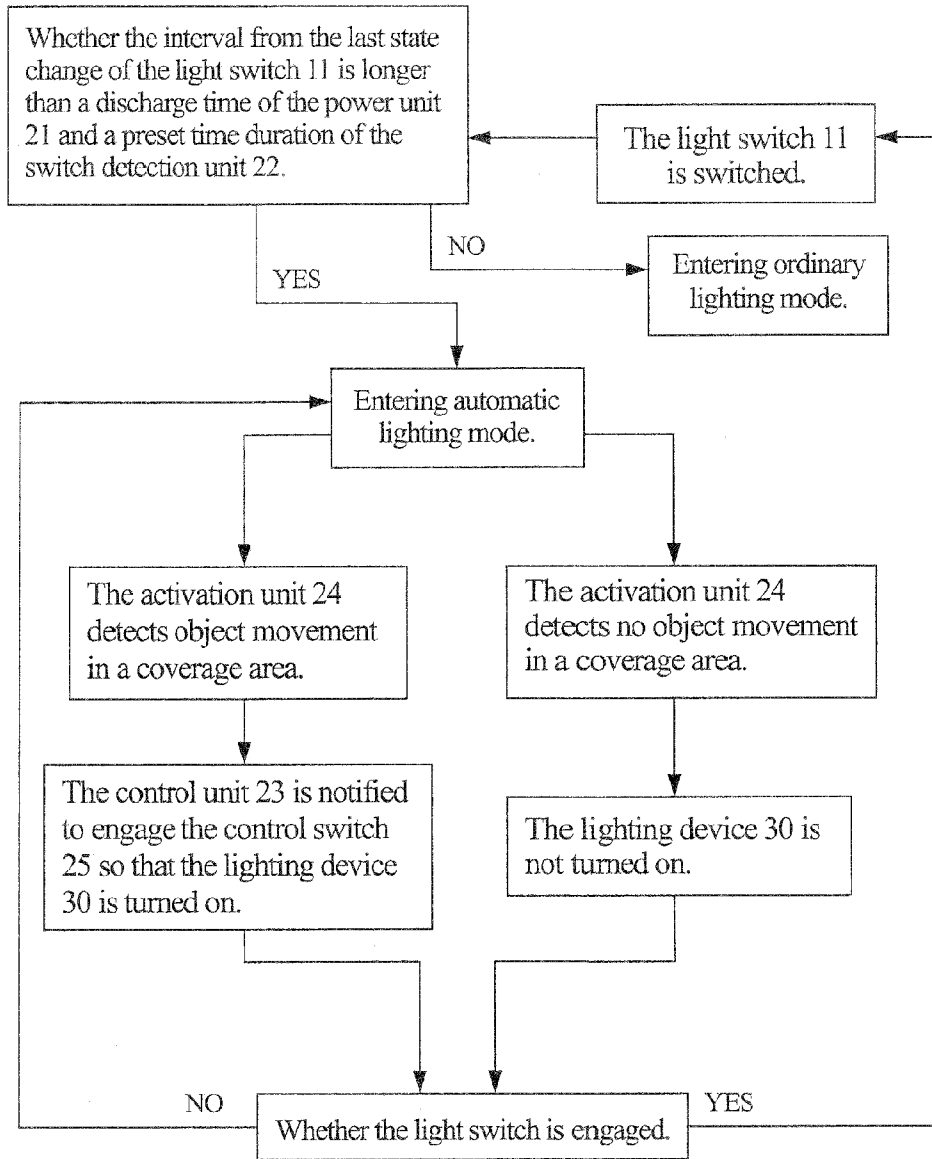 Whether the interval from the last state
change of the light switch 11 is longer
than a discharge time of the power unit
21 and a preset time duration of the
switch detection unit 22.
The light switch 11
is switched.
NO
YES
Entering ordinary
lighting mode.
Entering automatic
lighting mode.
The activation unit 24
detects object movement
in a coverage area.
The activation unit 24
detects no object movement
in a coverage area.
The control unit 23 is notified
to engage the control switch
25 so that the lighting device
30 is turned on.
The lighting device 30 is
not turned on.
NO
YES
Whether the light switch is engaged.